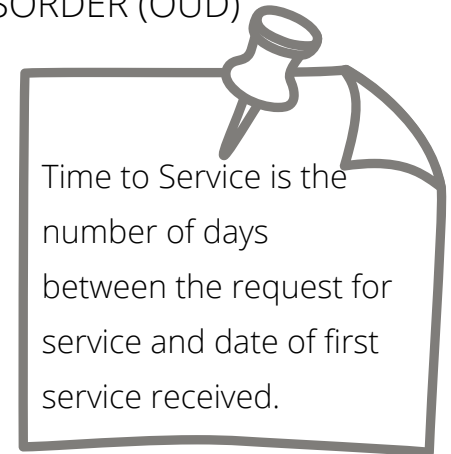 SORDER (OUD)
Time to Service is the
number of days
between the request for
service and date of first
service received.